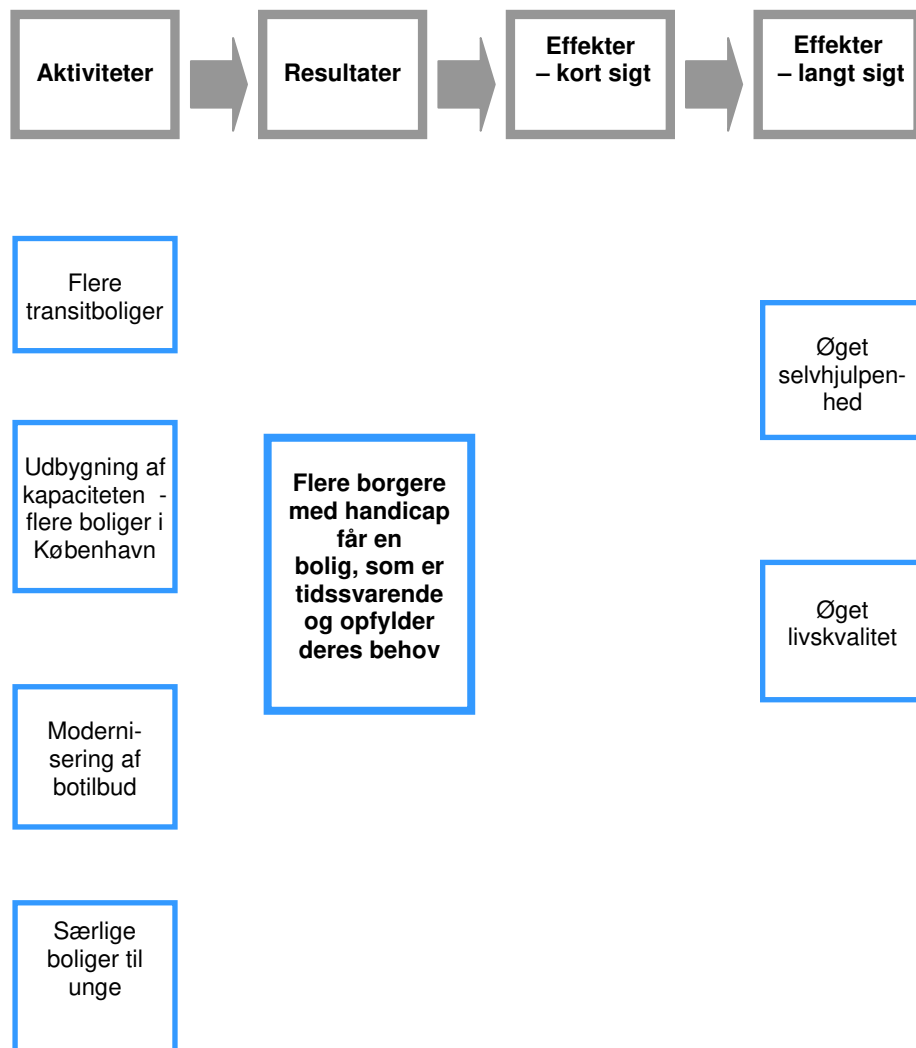 Aktiviteter
Resultater
Effekter
– kort sigt
Effekter
– langt sigt
Flere
transitboliger
Udbygning af
kapaciteten -
flere boliger i
København
Moderni-
sering af
botilbud
Særlige
boliger til
unge
Flere borgere
med handicap
får en
bolig, som er
tidssvarende
og opfylder
deres behov
Øget
selvhjulpen-
hed
Øget
livskvalitet